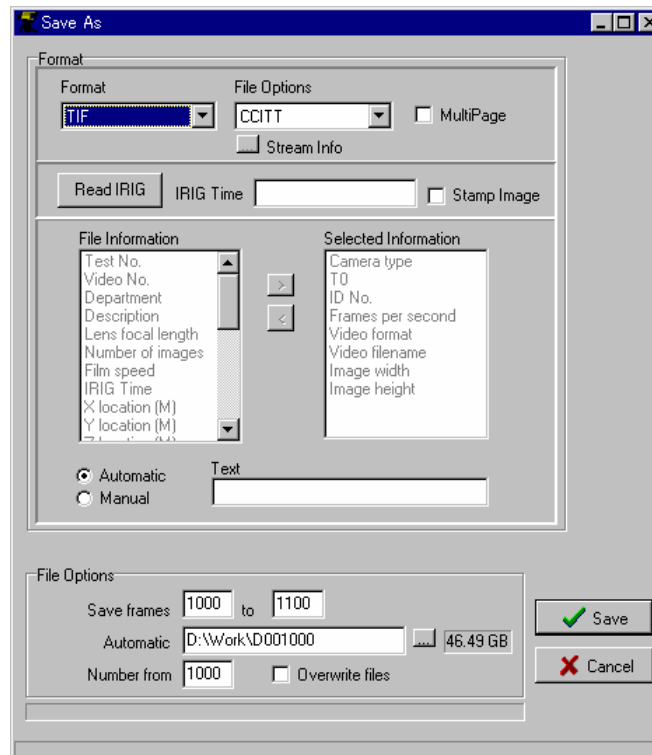 Save As
Format
Format
File Options
TIF
CCITT
MultiPage
... Stream Info
Read IRIG
IRIG Time
Stamp Image
File Information
Test No.
Video No.
Department
Description
Lens focal length
Number of images
Film speed
IRIG Time
X location (M)
Y location (M)
Z location (M)
>
<
Selected Information
Camera type
T0
ID No.
Frames per second
Video format
Video filename
Image width
Image height
Automatic
Manual
Text
File Options
Save frames 1000 to 1100
Automatic D:\Work\D001000 ... 46.49 GB
Number from 1000
Overwrite files
Save
Cancel